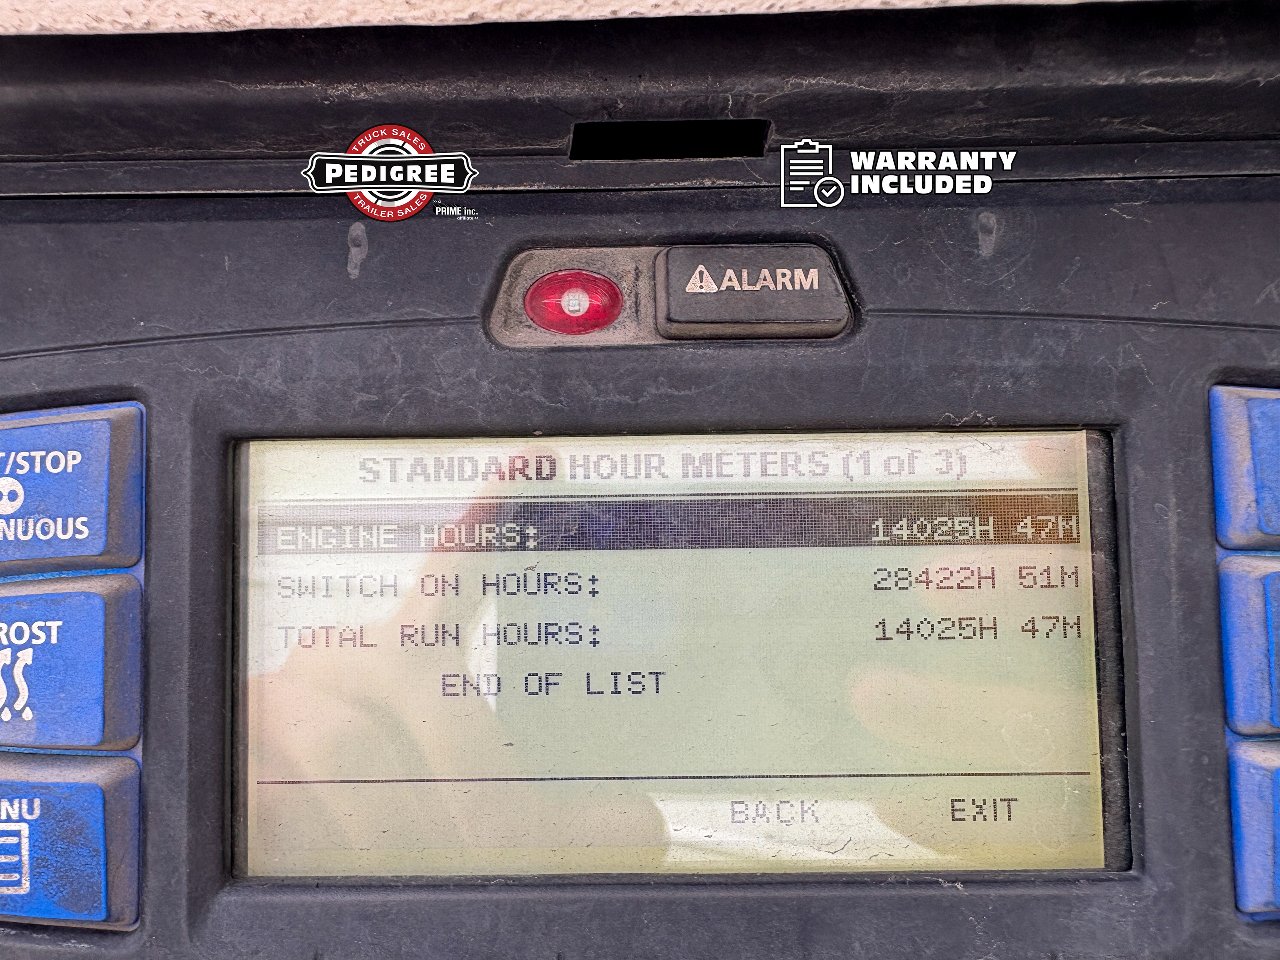 TRUCK SALES
PEDIGREE
TRAILER SALES
PRIME inc.
WARRANTY
INCLUDED
ALARM
T/STOP
NUOUS
ROST
NU
STANDARD HOUR METERS (1 of 3)
ENGINE HOURS: 14025H 47M
SWITCH ON HOURS: 28422H 51M
TOTAL RUN HOURS: 14025H 47M
END OF LIST
BACK EXIT